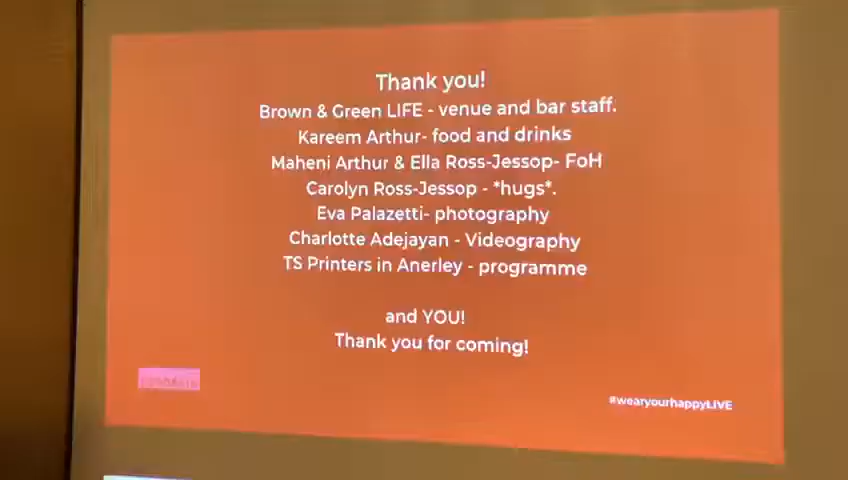 Thank you!
Brown & Green LIFE - venue and bar staff.
Kareem Arthur- food and drinks
Maheni Arthur & Ella Ross-Jessop- FoH
Carolyn Ross-Jessop - *hugs*.
Eva Palazetti- photography
Charlotte Adejayan - Videography
TS Printers in Anerley - programme
and YOU!
Thank you for coming!
#wearyourhappyLIVE